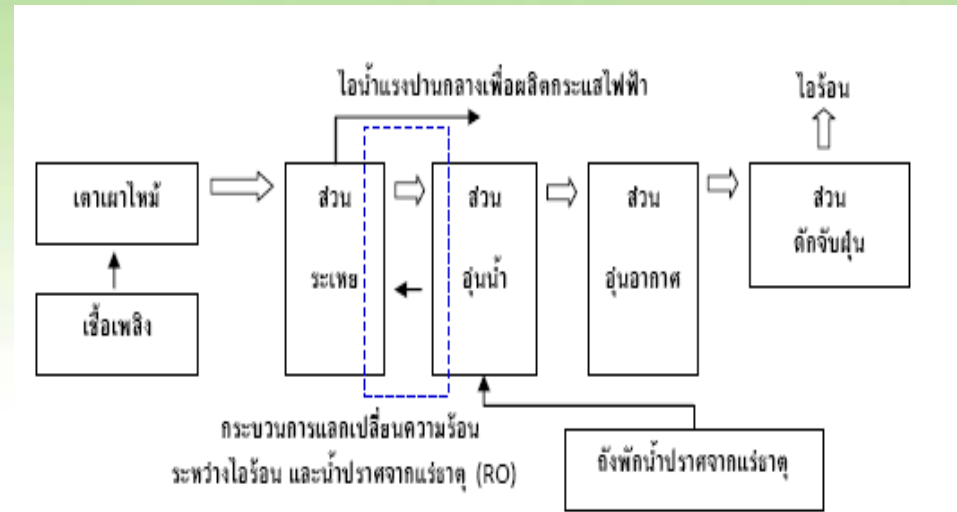 ไอน้ำแรงปานกลางเพื่อผลิตกระแสไฟฟ้า
ไอร้อน
เตาเผาไหม้
ส่วน
ระเหย
ส่วน
อุ่นน้ำ
ส่วน
อุ่นอากาศ
ส่วน
ดักจับฝุ่น
เชื้อเพลิง
กระบวนการแลกเปลี่ยนความร้อน
ระหว่างไอร้อน และน้ำปราศจากแร่ธาตุ (RO)
ถังพักน้ำปราศจากแร่ธาตุ